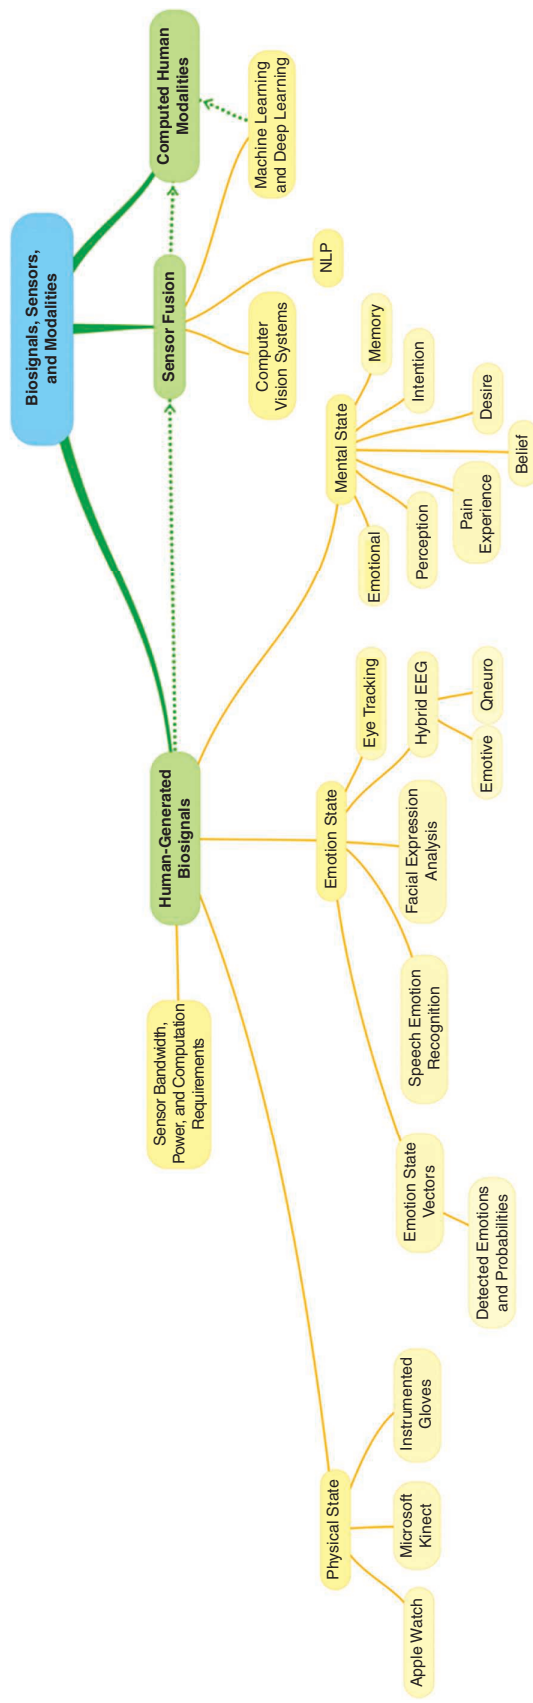 Biosignals, Sensors,
and Modalities
Human-Generated
Biosignals
Sensor Fusion
Computed Human
Modalities
Sensor Bandwidth,
Power, and Computation
Requirements
Computer
Vision Systems
NLP
Machine Learning
and Deep Learning
Physical State
Apple Watch
Microsoft
Kinect
Instrumented
Gloves
Emotion State
Emotion State
Vectors
Detected Emotions
and Probabilities
Speech Emotion
Recognition
Facial Expression
Analysis
Hybrid EEG
Emotive
Qneuro
Eye Tracking
Mental State
Emotional
Perception
Pain
Experience
Belief
Desire
Intention
Memory